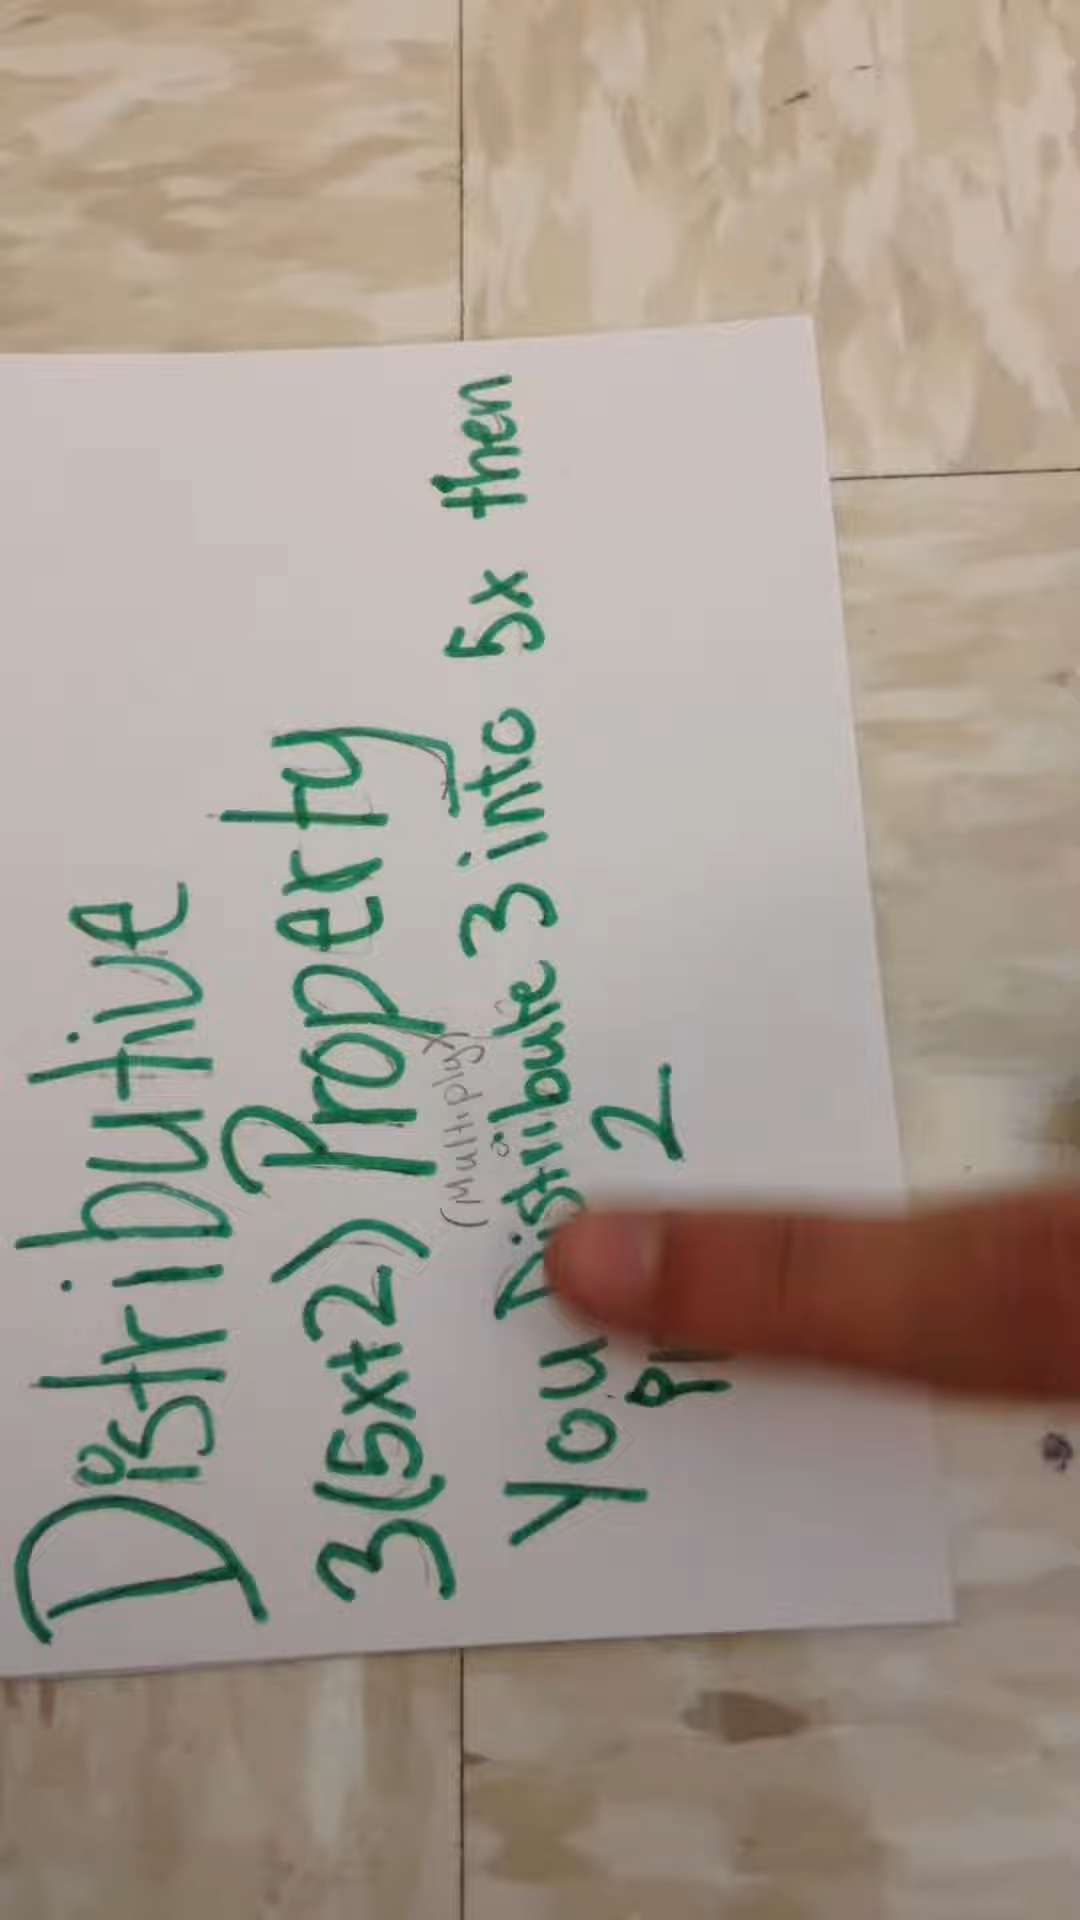 Distributive
3(5x+2) Property
(Multiply)
you Distribute 3 into 5x then
2